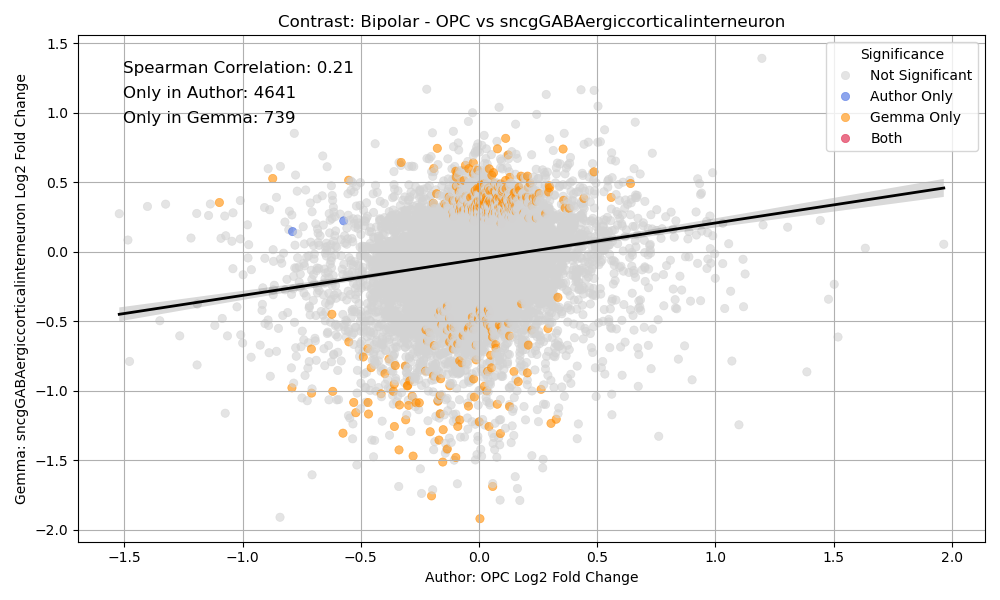 Contrast: Bipolar - OPC vs sncgGABAergiccorticalinterneuron
Gemma: sncgGABAergiccorticalinterneuron Log2 Fold Change
1.5
1.0
0.5
0.0
−0.5
−1.0
−1.5
−2.0
Spearman Correlation: 0.21
Only in Author: 4641
Only in Gemma: 739
Significance
Not Significant
Author Only
Gemma Only
Both
−1.5 −1.0 −0.5 0.0 0.5 1.0 1.5 2.0
Author: OPC Log2 Fold Change